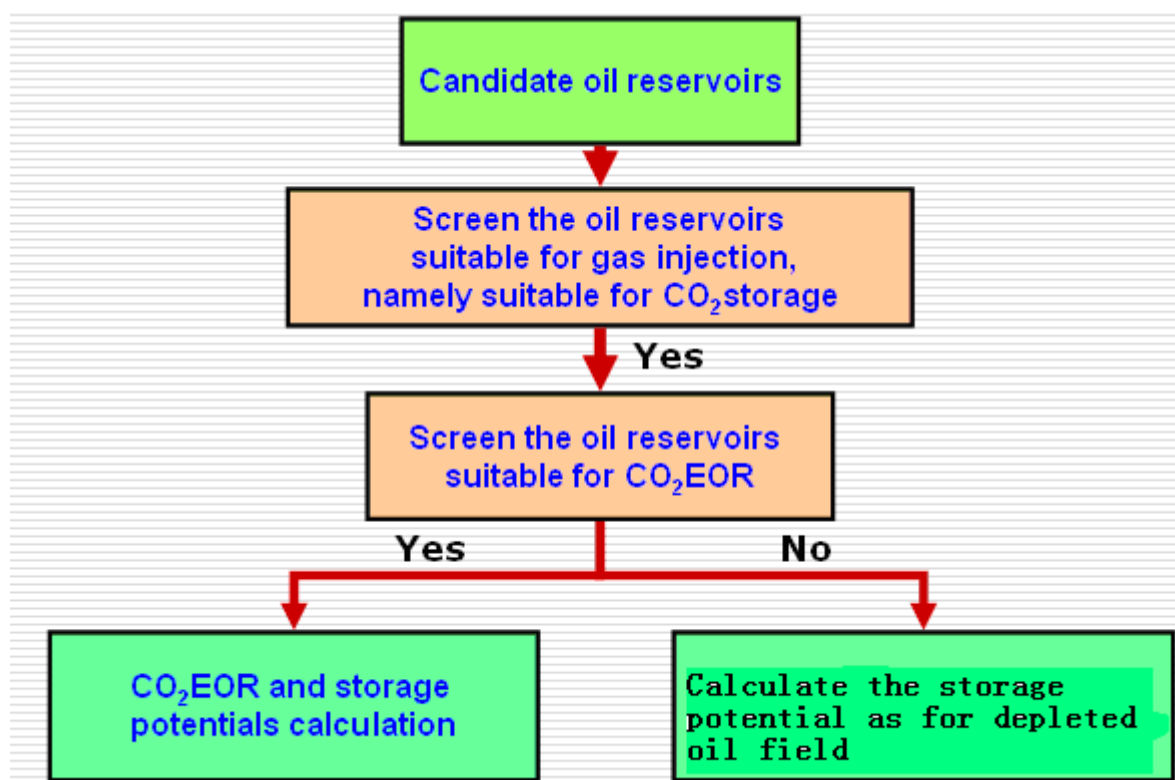 Candidate oil reservoirs
Screen the oil reservoirs
suitable for gas injection,
namely suitable for CO₂storage
Yes
Screen the oil reservoirs
suitable for CO₂EOR
Yes
No
CO₂EOR and storage
potentials calculation
Calculate the storage
potential as for depleted
oil field